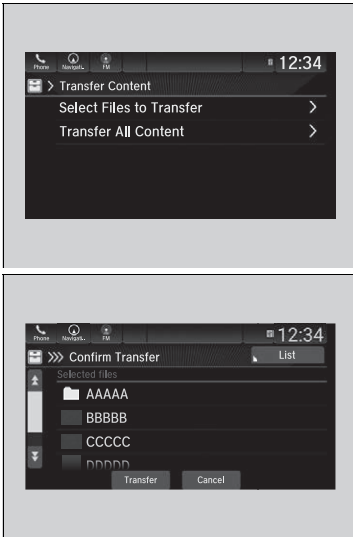 Phone Navigati.. FM 12:34
> Transfer Content
Select Files to Transfer >
Transfer All Content >
Phone Navigati.. FM 12:34
>>> Confirm Transfer List
Selected files
AAAAA
BBBBB
CCCCC
DDDDD
Transfer Cancel